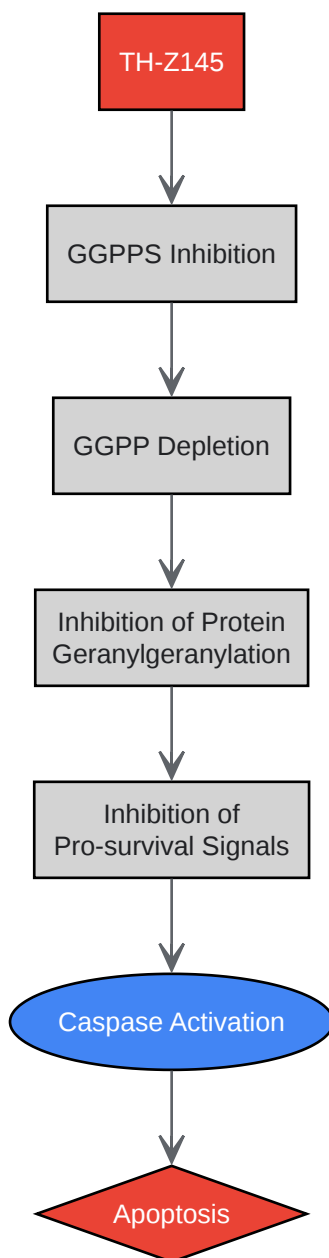 TH-Z145
GGPPS Inhibition
GGPP Depletion
Inhibition of Protein
Geranylgeranylation
Inhibition of
Pro-survival Signals
Caspase Activation
Apoptosis